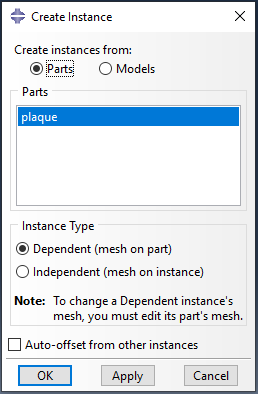 Create Instance
Create instances from:
Parts Models
Parts
plaque
Instance Type
Dependent (mesh on part)
Independent (mesh on instance)
Note: To change a Dependent instance's
mesh, you must edit its part's mesh.
Auto-offset from other instances
OK Apply Cancel